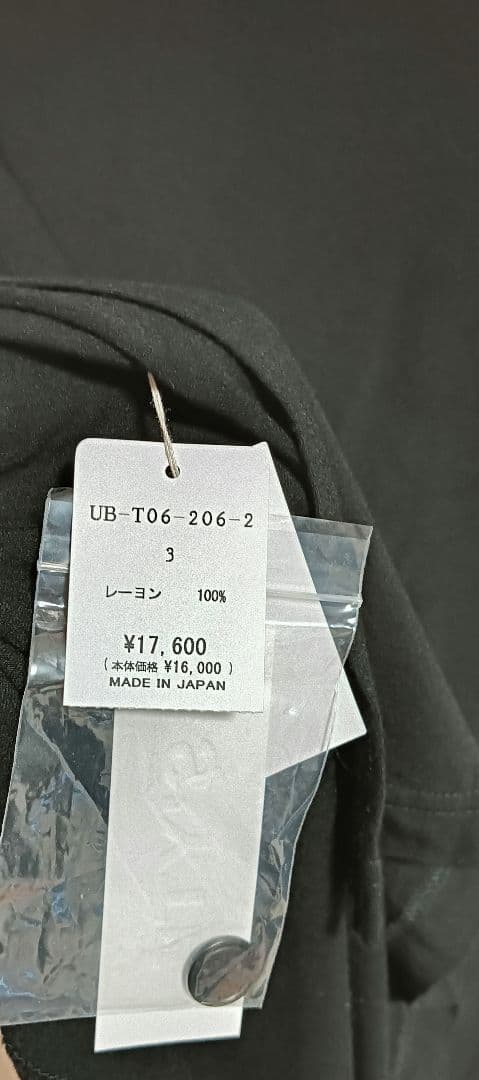 UB-T06-206-2
3
レーヨン 100%
¥17,600
(本体価格 ¥16,000)
MADE IN JAPAN